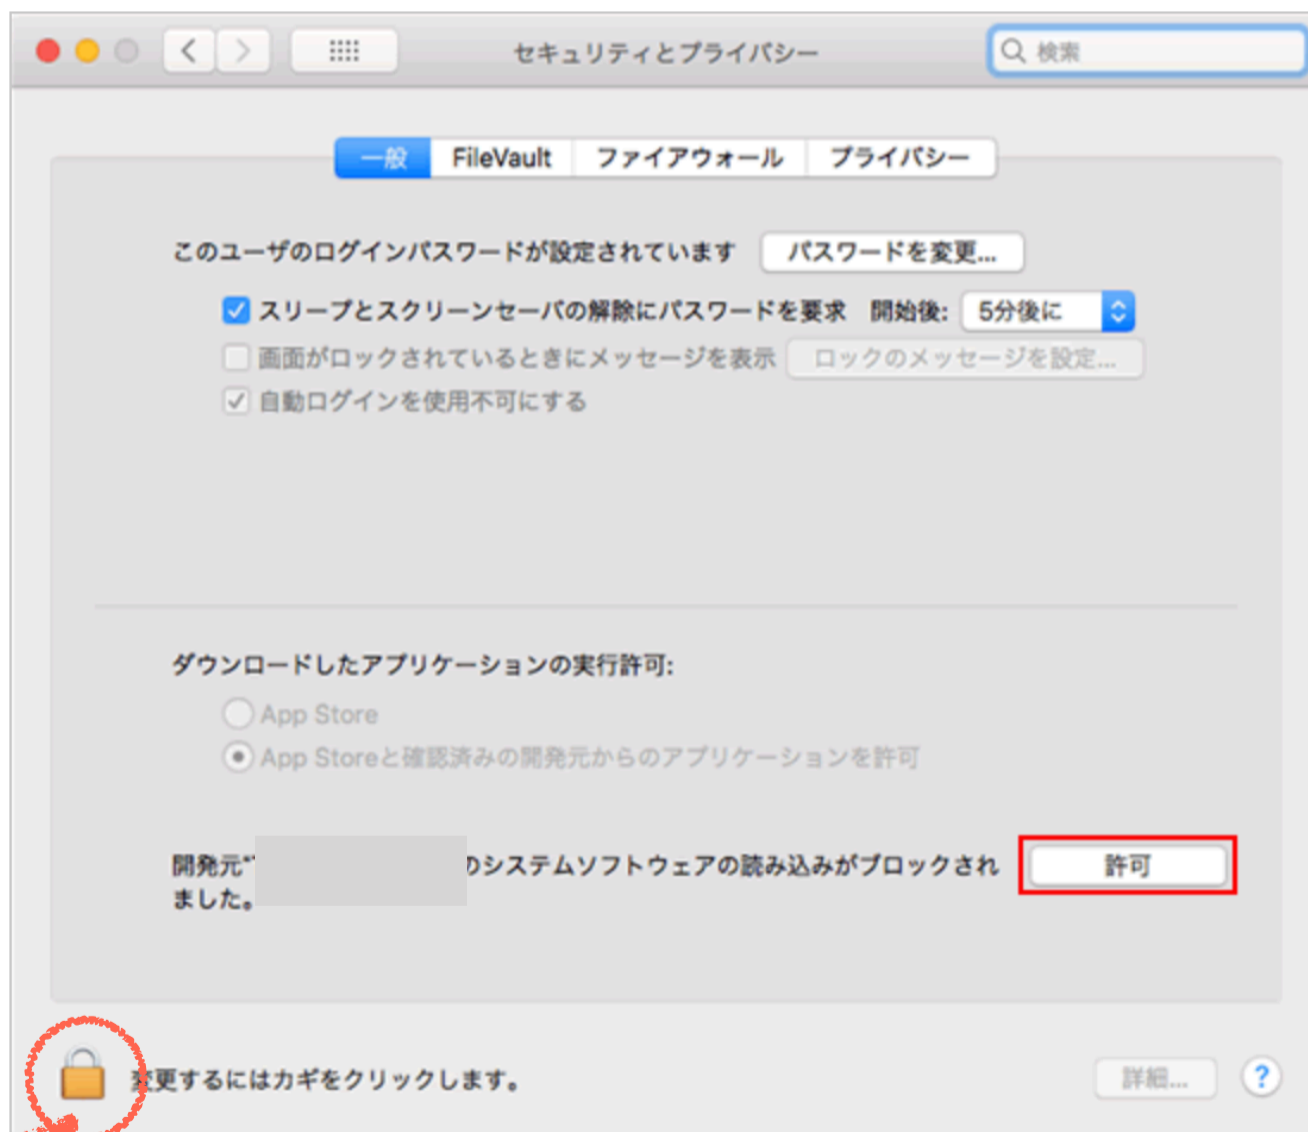 セキュリティとプライバシー
検索
一般 FileVault ファイアウォール プライバシー
このユーザのログインパスワードが設定されています パスワードを変更...
スリープとスクリーンセーバの解除にパスワードを要求 開始後: 5分後に
画面がロックされているときにメッセージを表示 ロックのメッセージを設定...
自動ログインを使用不可にする
ダウンロードしたアプリケーションの実行許可:
App Store
App Storeと確認済みの開発元からのアプリケーションを許可
開発元" のシステムソフトウェアの読み込みがブロックされ 許可
ました。
変更するにはカギをクリックします。 詳細... ?